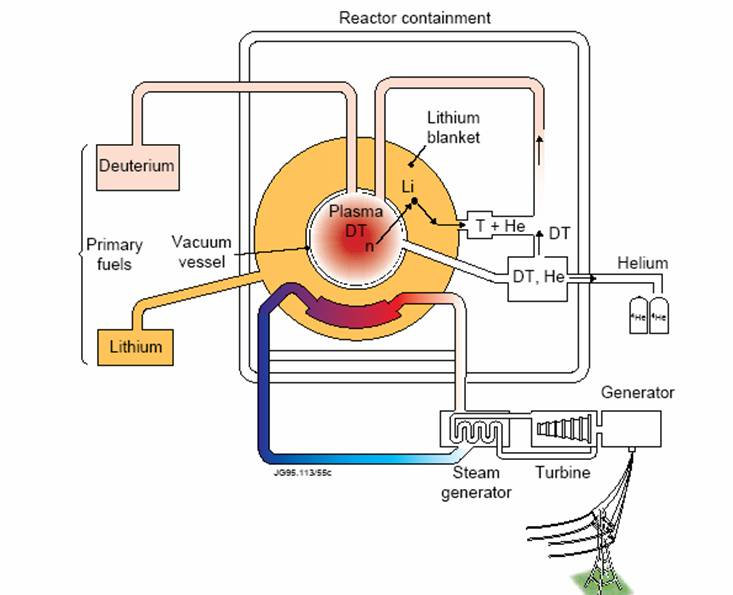 Reactor containment
Lithium
blanket
Deuterium
Li
Plasma
DT
n
T + He
DT
Primary
fuels
Vacuum
vessel
DT, He
Helium
⁴He
⁴He
Lithium
Generator
JG95.113/55c
Steam
generator
Turbine